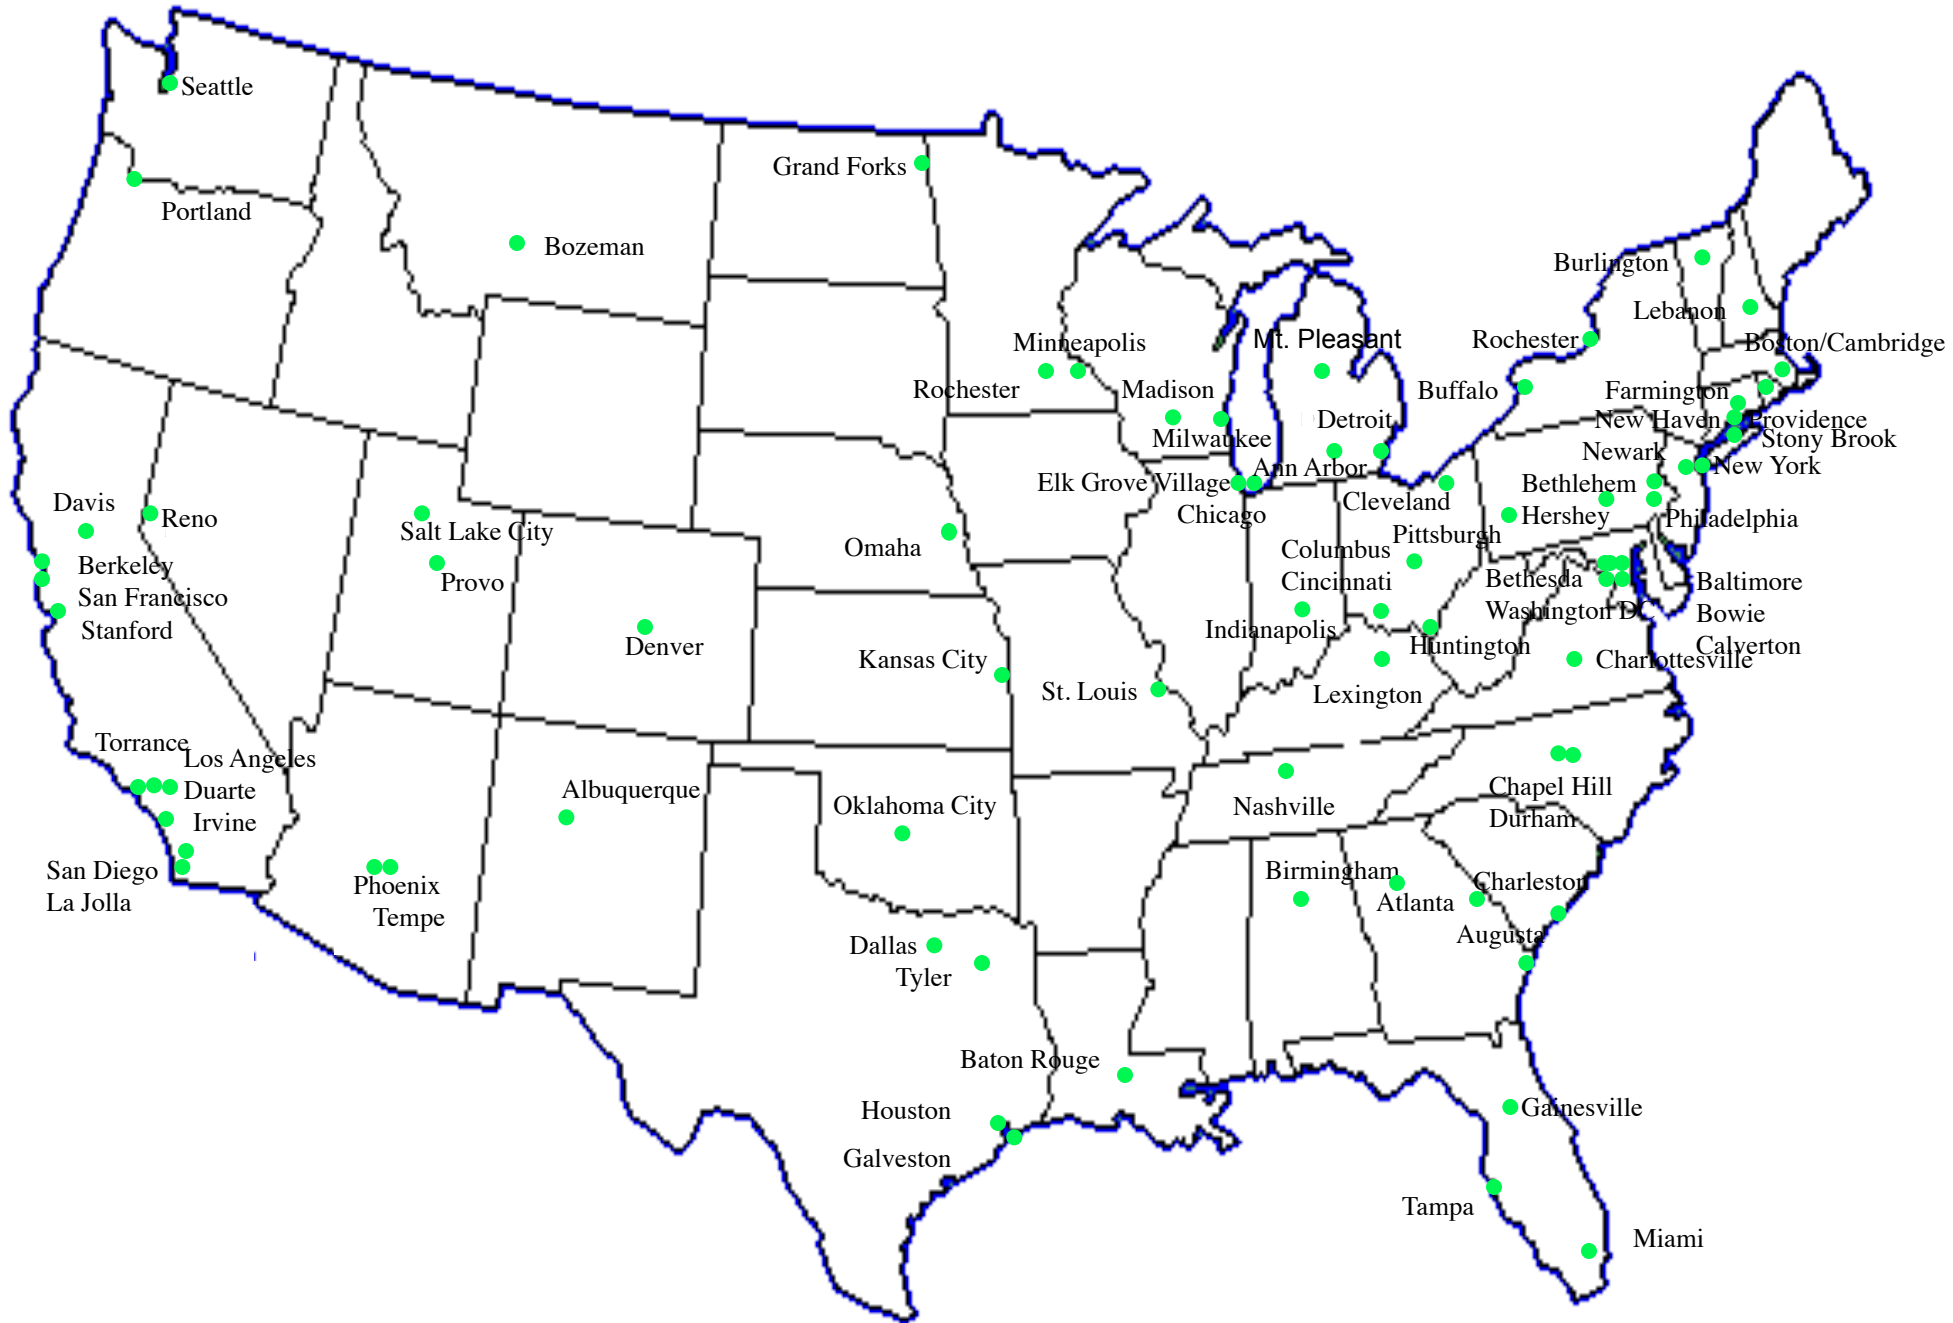 Seattle
Portland
Grand Forks
Bozeman
Burlington
Lebanon
Rochester
Boston/Cambridge
Minneapolis
Mt. Pleasant
Rochester
Madison
Buffalo
Farmington
Milwaukee
Detroit
New Haven
Providence
Stony Brook
Newark
New York
Elk Grove Village
Ann Arbor
Cleveland
Bethlehem
Chicago
Hershey
Philadelphia
Davis
Reno
Salt Lake City
Provo
Omaha
Pittsburgh
Columbus
Cincinnati
Berkeley
San Francisco
Stanford
Bethesda
Washington DC
Baltimore
Bowie
Calverton
Denver
Indianapolis
Huntington
Charlottesville
Kansas City
St. Louis
Lexington
Torrance
Los Angeles
Duarte
Irvine
Albuquerque
Oklahoma City
Nashville
Chapel Hill
Durham
San Diego
La Jolla
Phoenix
Tempe
Birmingham
Atlanta
Charleston
Augusta
Dallas
Tyler
Baton Rouge
Houston
Galveston
Gainesville
Tampa
Miami